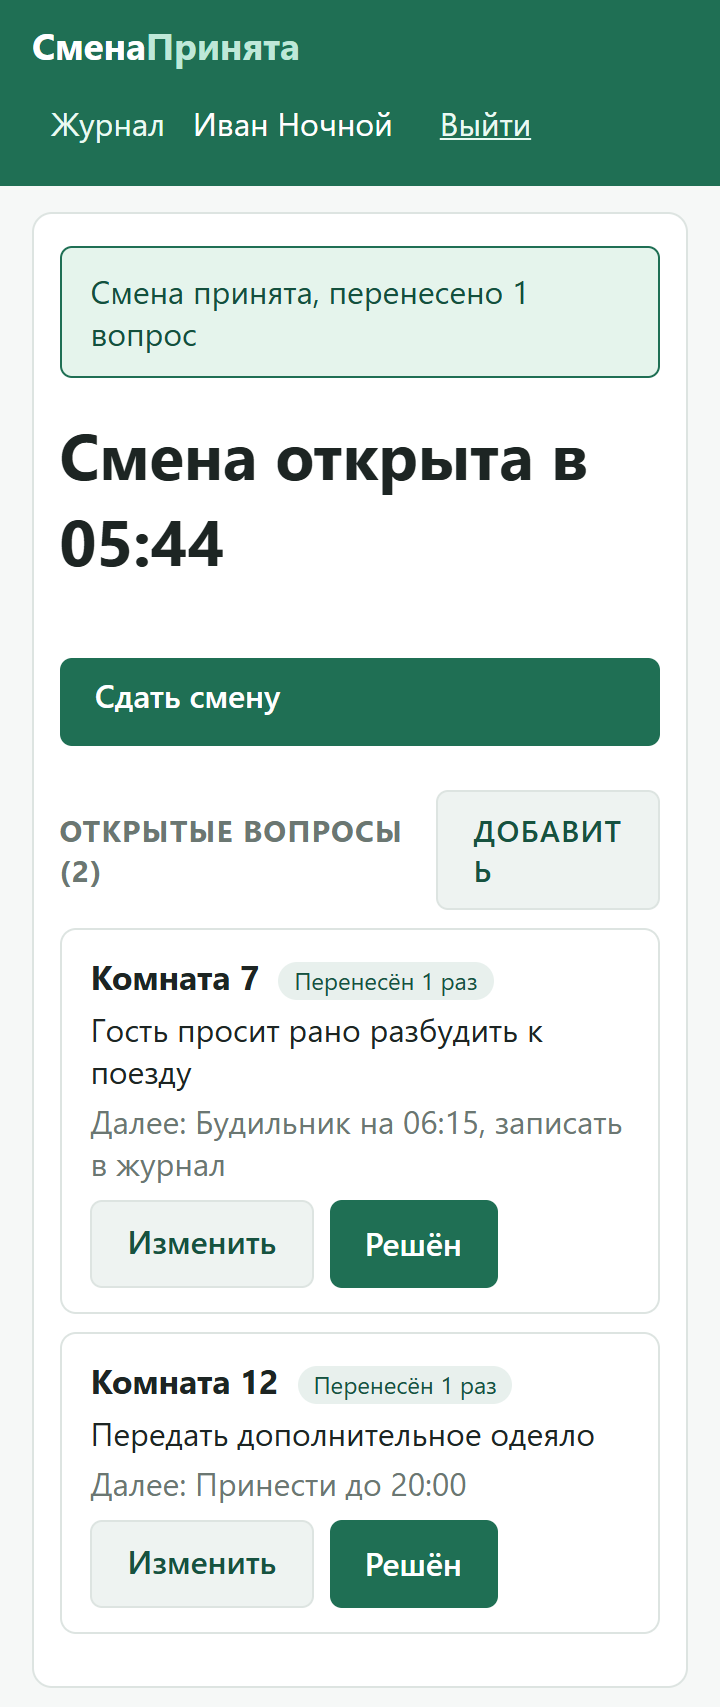 СменаПринята
Журнал Иван Ночной Выйти
Смена принята, перенесено 1
вопрос
Смена открыта в
05:44
Сдать смену
ОТКРЫТЫЕ ВОПРОСЫ
(2)
ДОБАВИТ
Ь
Комната 7 Перенесён 1 раз
Гость просит рано разбудить к
поезду
Далее: Будильник на 06:15, записать
в журнал
Изменить Решён
Комната 12 Перенесён 1 раз
Передать дополнительное одеяло
Далее: Принести до 20:00
Изменить Решён